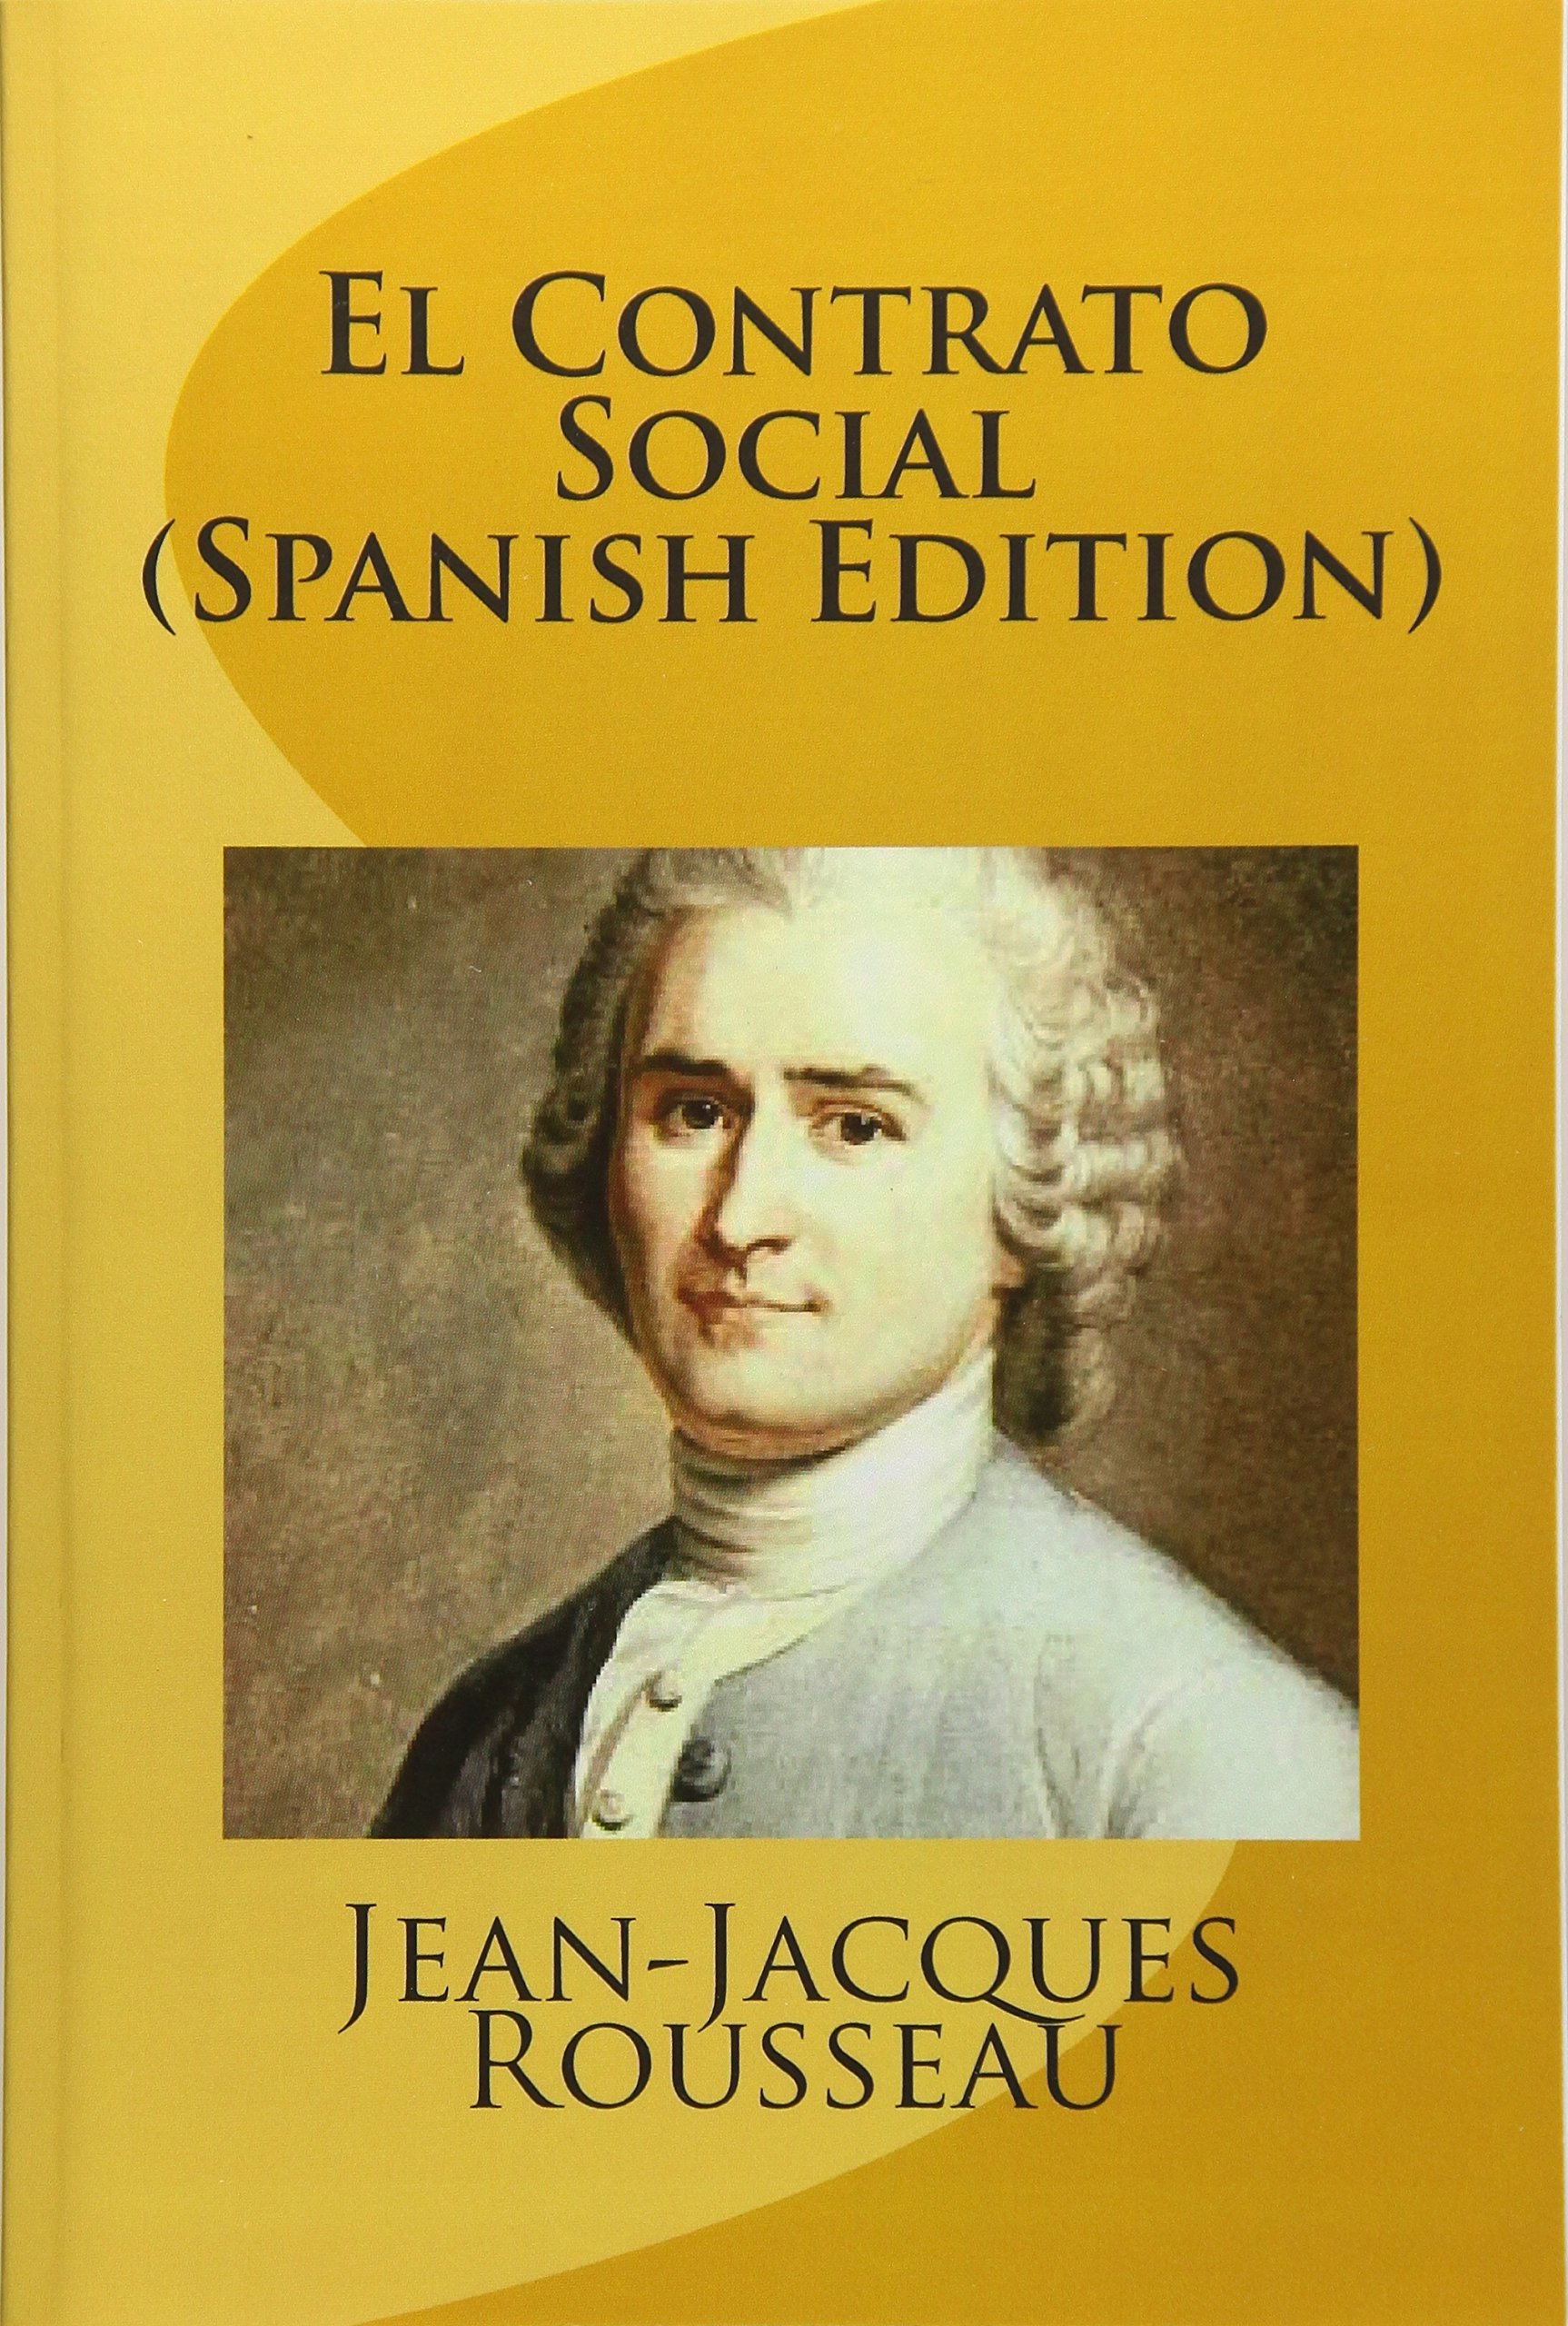 El Contrato
Social
(Spanish Edition)
Jean-Jacques
Rousseau